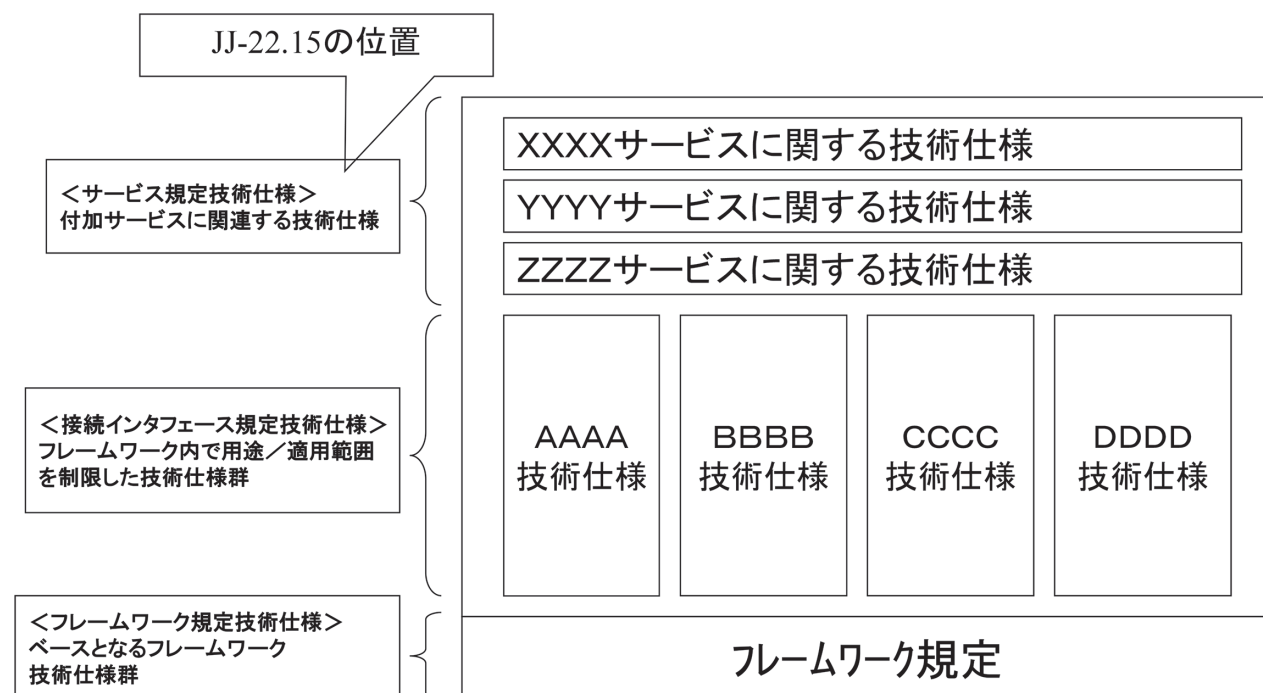 JJ-22.15の位置
XXXXサービスに関する技術仕様
YYYYサービスに関する技術仕様
ZZZZサービスに関する技術仕様
＜サービス規定技術仕様＞
付加サービスに関連する技術仕様
＜接続インタフェース規定技術仕様＞
フレームワーク内で用途／適用範囲
を制限した技術仕様群
AAAA
技術仕様
BBBB
技術仕様
CCCC
技術仕様
DDDD
技術仕様
＜フレームワーク規定技術仕様＞
ベースとなるフレームワーク
技術仕様群
フレームワーク規定